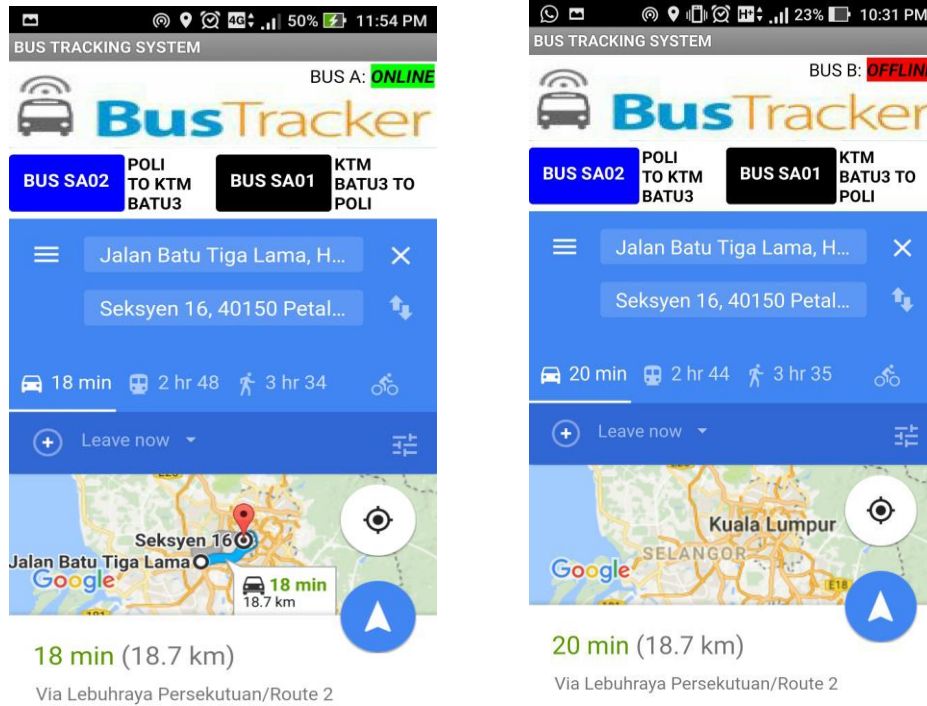 4G 50% 11:54 PM
BUS TRACKING SYSTEM
BUS A: ONLINE
BusTracker
BUS SA02
POLI
TO KTM
BATU3
BUS SA01
KTM
BATU3 TO
POLI
Jalan Batu Tiga Lama, H...
Seksyen 16, 40150 Petal...
18 min 2 hr 48 3 hr 34
Leave now
Seksyen 16
Jalan Batu Tiga Lama
Google
18 min
18.7 km
18 min (18.7 km)
Via Lebuhraya Persekutuan/Route 2
H+ 23% 10:31 PM
BUS TRACKING SYSTEM
BUS B: OFFLINE
BusTracker
BUS SA02
POLI
TO KTM
BATU3
BUS SA01
KTM
BATU3 TO
POLI
Jalan Batu Tiga Lama, H...
Seksyen 16, 40150 Petal...
20 min 2 hr 44 3 hr 35
Leave now
Kuala Lumpur
SELANGOR
Google
E18
20 min (18.7 km)
Via Lebuhraya Persekutuan/Route 2